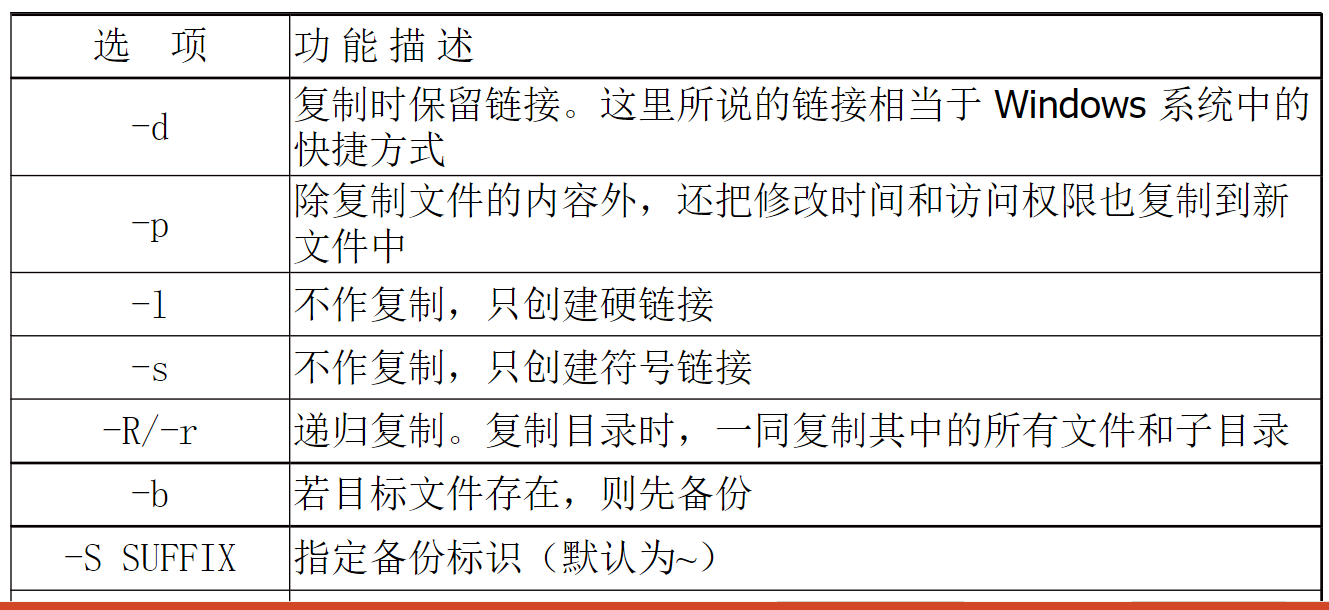 选 项 功能描述
-d 复制时保留链接。这里所说的链接相当于 Windows 系统中的
快捷方式
-p 除复制文件的内容外，还把修改时间和访问权限也复制到新
文件中
-l 不作复制，只创建硬链接
-s 不作复制，只创建符号链接
-R/-r 递归复制。复制目录时，一同复制其中的所有文件和子目录
-b 若目标文件存在，则先备份
-S SUFFIX 指定备份标识（默认为~）